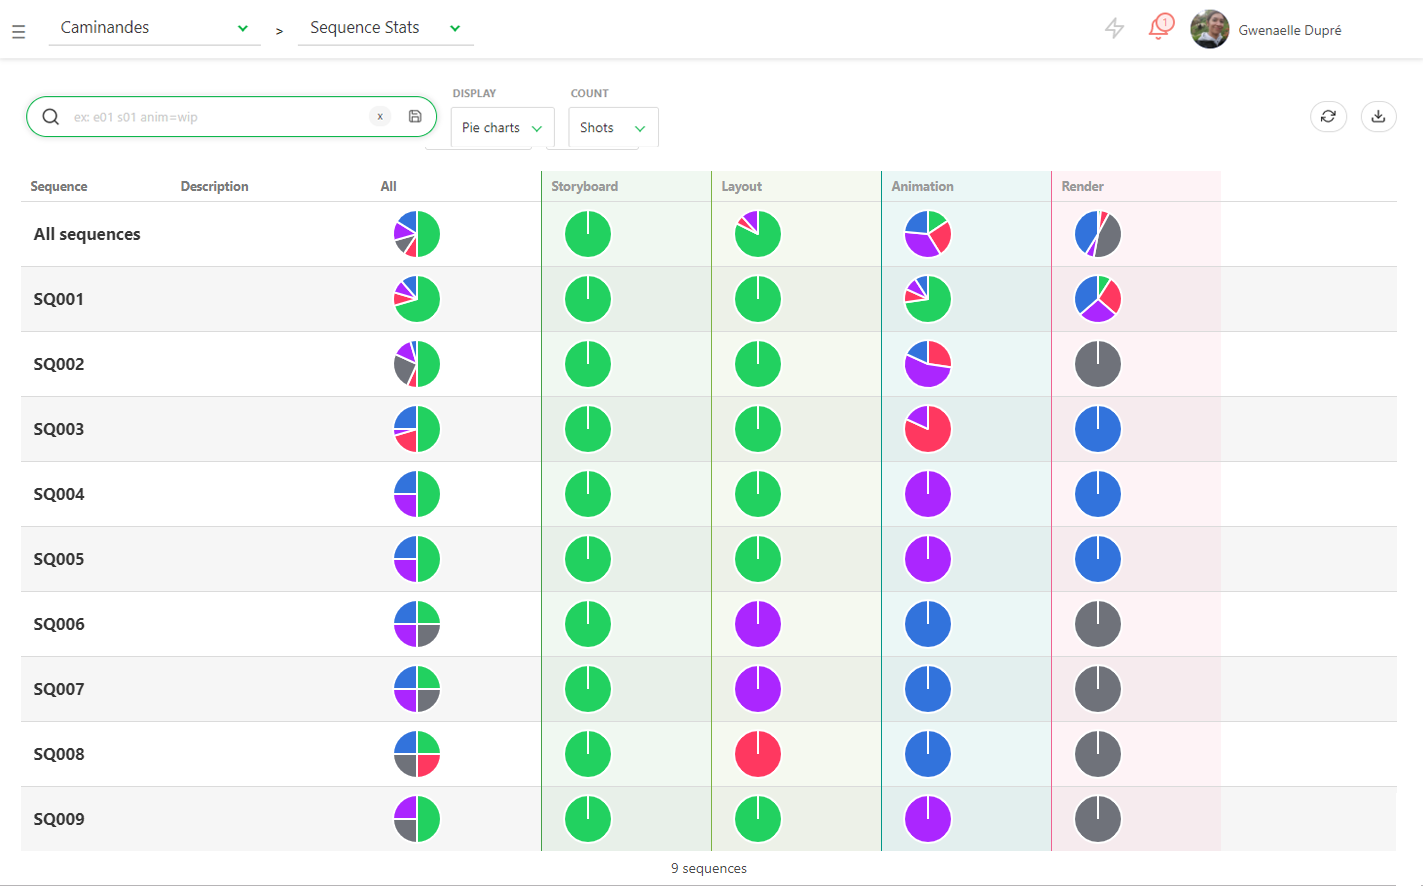 Caminandes > Sequence Stats 1 Gwenaelle Dupré
DISPLAY COUNT
ex: e01 s01 anim=wip x Pie charts Shots
Sequence Description All Storyboard Layout Animation Render
All sequences
SQ001
SQ002
SQ003
SQ004
SQ005
SQ006
SQ007
SQ008
SQ009
9 sequences